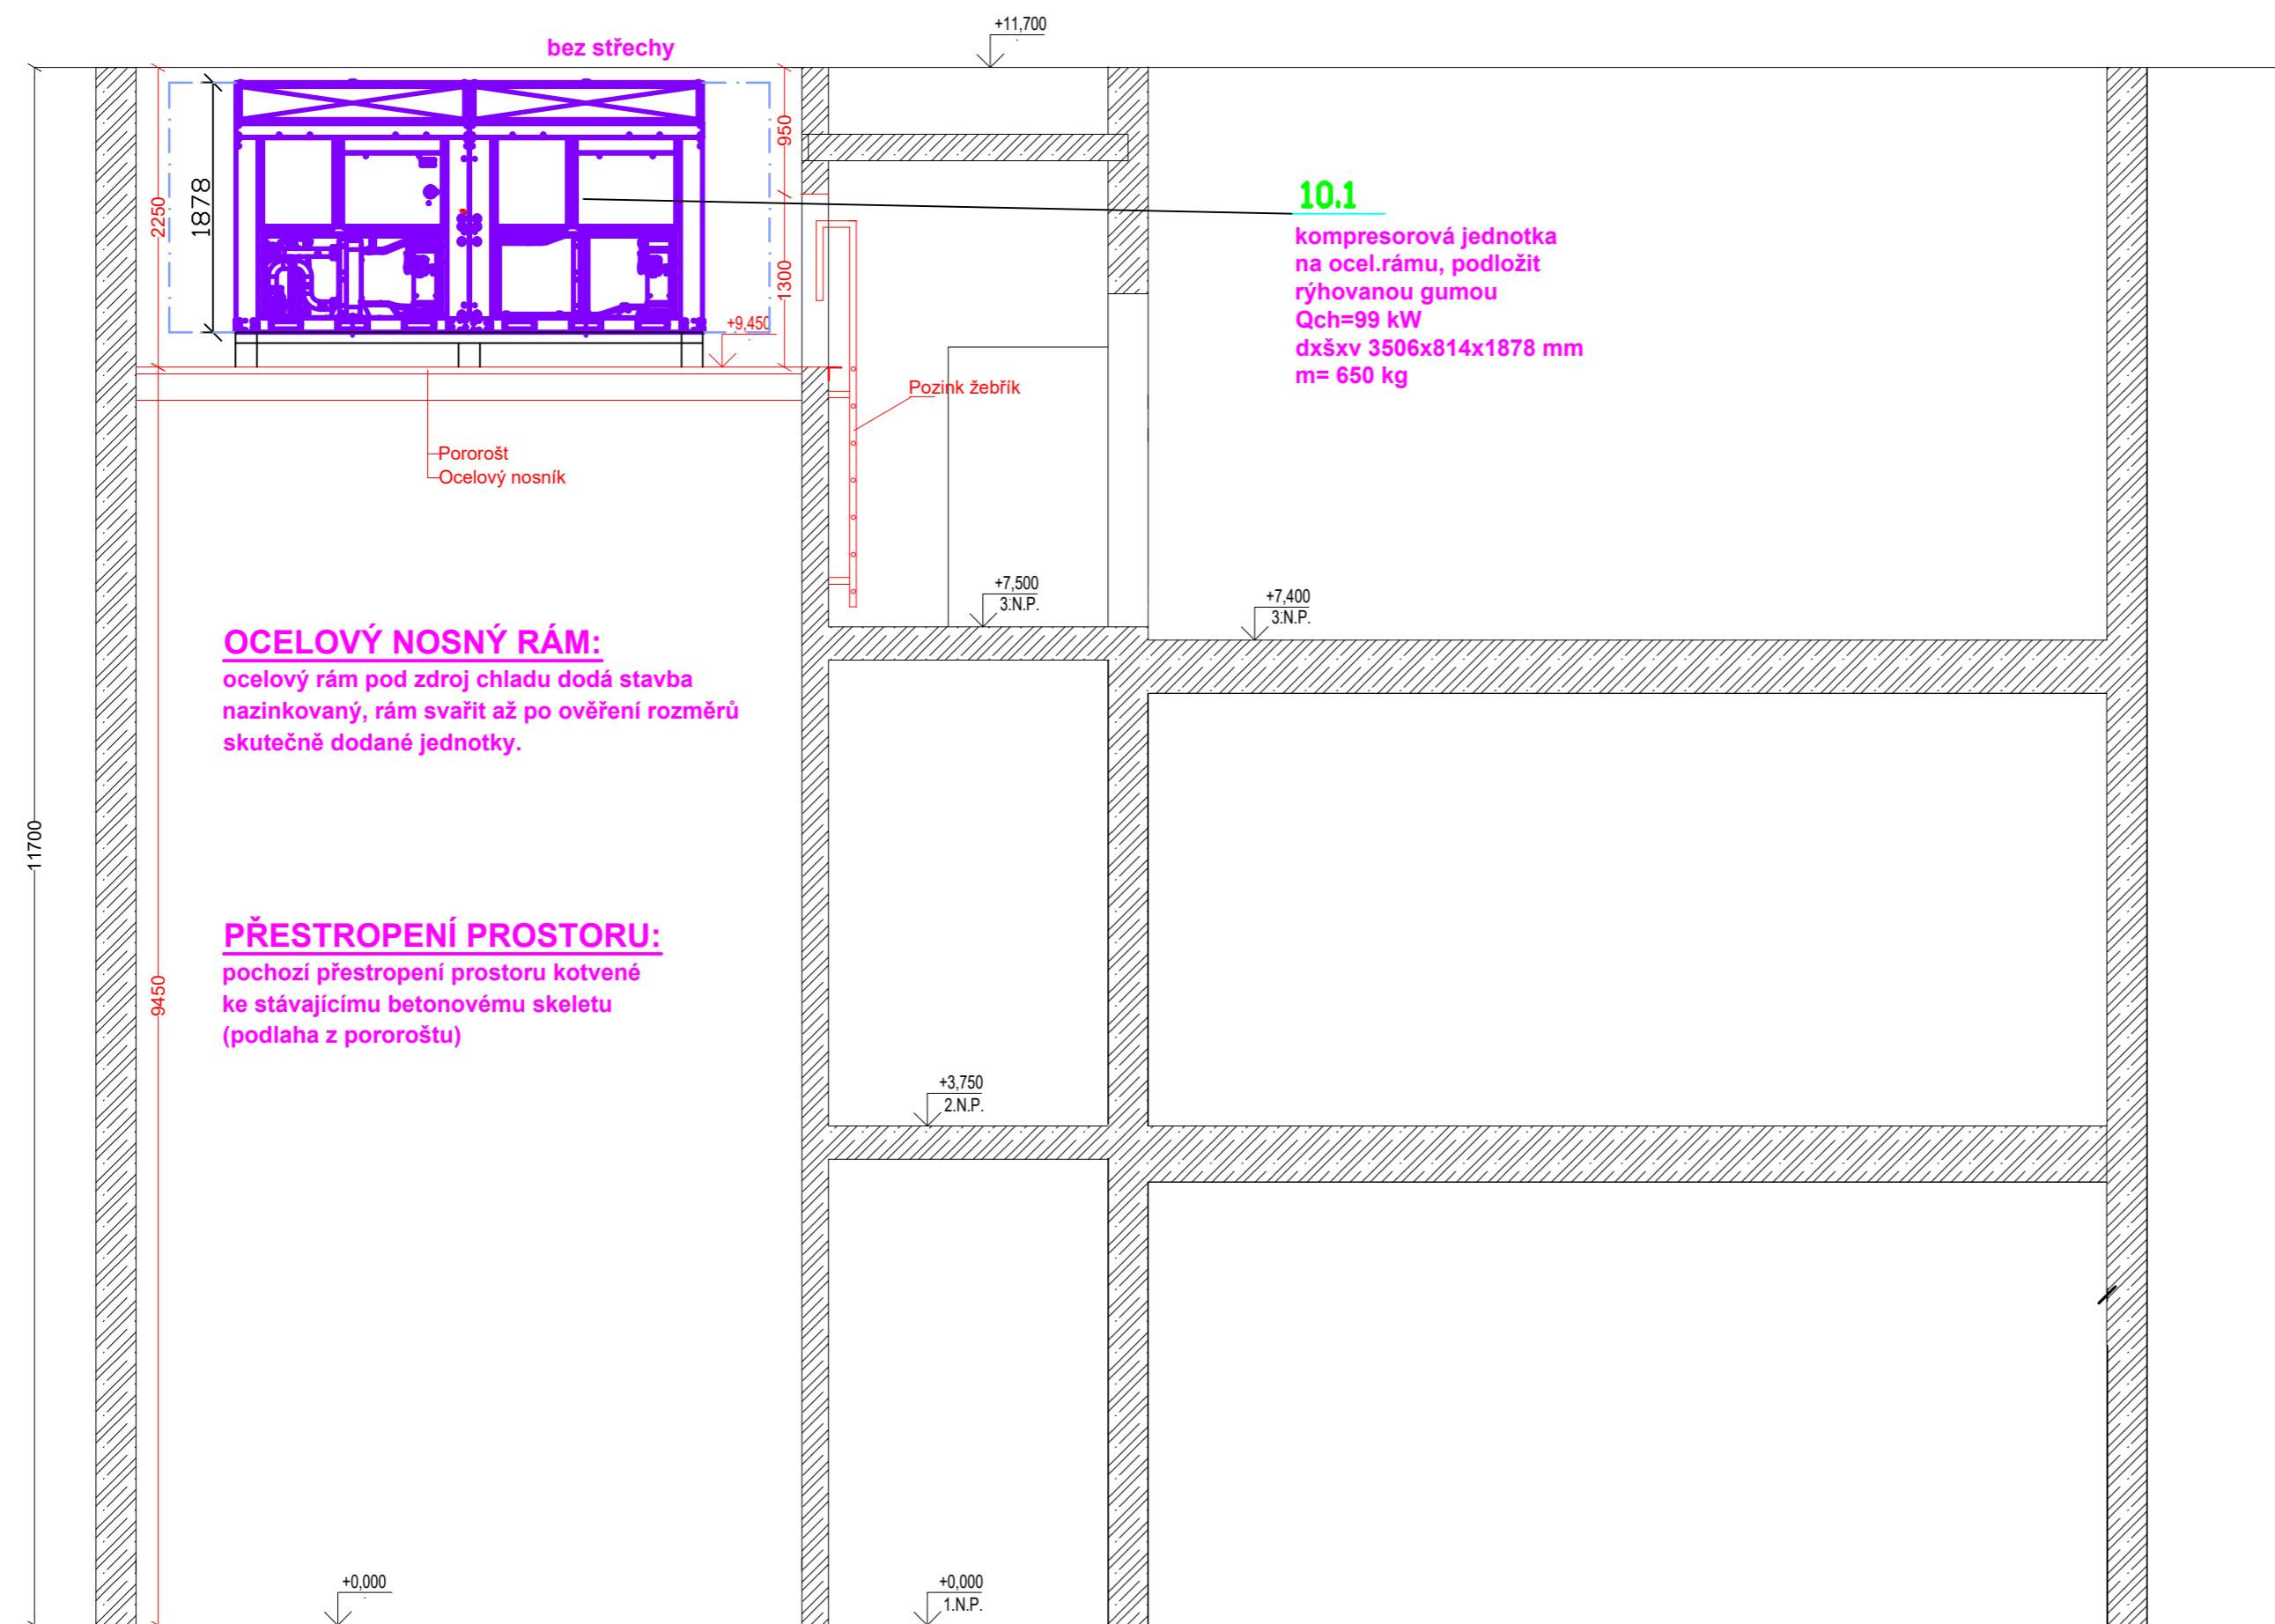 bez střechy
+11,700
950
2250
1878
10.1
kompresorová jednotka
na ocel.rámu, podložit
rýhovanou gumou
Qch=99 kW
dxšxv 3506x814x1878 mm
m= 650 kg
1300
+9,450
Pozink žebřík
Pororošt
Ocelový nosník
+7,500
3.N.P.
+7,400
3.N.P.
OCELOVÝ NOSNÝ RÁM:
ocelový rám pod zdroj chladu dodá stavba
nazinkovaný, rám svařit až po ověření rozměrů
skutečně dodané jednotky.
11700
PŘESTROPENÍ PROSTORU:
pochozí přestropení prostoru kotvené
ke stávajícímu betonovému skeletu
(podlaha z pororoštu)
9450
+3,750
2.N.P.
+0,000
+0,000
1.N.P.